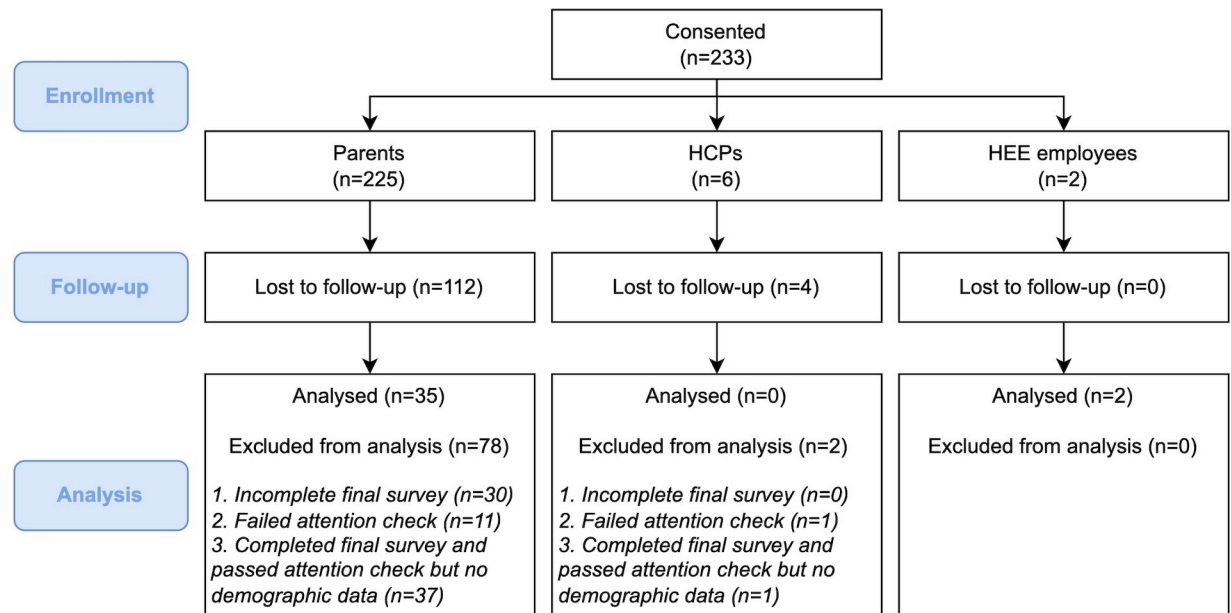 Enrollment
Consented
(n=233)
Parents
(n=225)
HCPs
(n=6)
HEE employees
(n=2)
Follow-up
Lost to follow-up (n=112)
Lost to follow-up (n=4)
Lost to follow-up (n=0)
Analysis
Analysed (n=35)
Excluded from analysis (n=78)
1. Incomplete final survey (n=30)
2. Failed attention check (n=11)
3. Completed final survey and
passed attention check but no
demographic data (n=37)
Analysed (n=0)
Excluded from analysis (n=2)
1. Incomplete final survey (n=0)
2. Failed attention check (n=1)
3. Completed final survey and
passed attention check but no
demographic data (n=1)
Analysed (n=2)
Excluded from analysis (n=0)